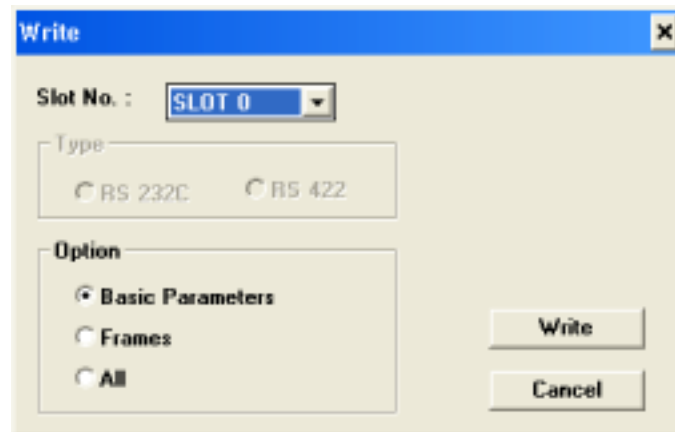 Write
Slot No. : SLOT 0
Type
RS 232C RS 422
Option
Basic Parameters
Frames
All
Write
Cancel